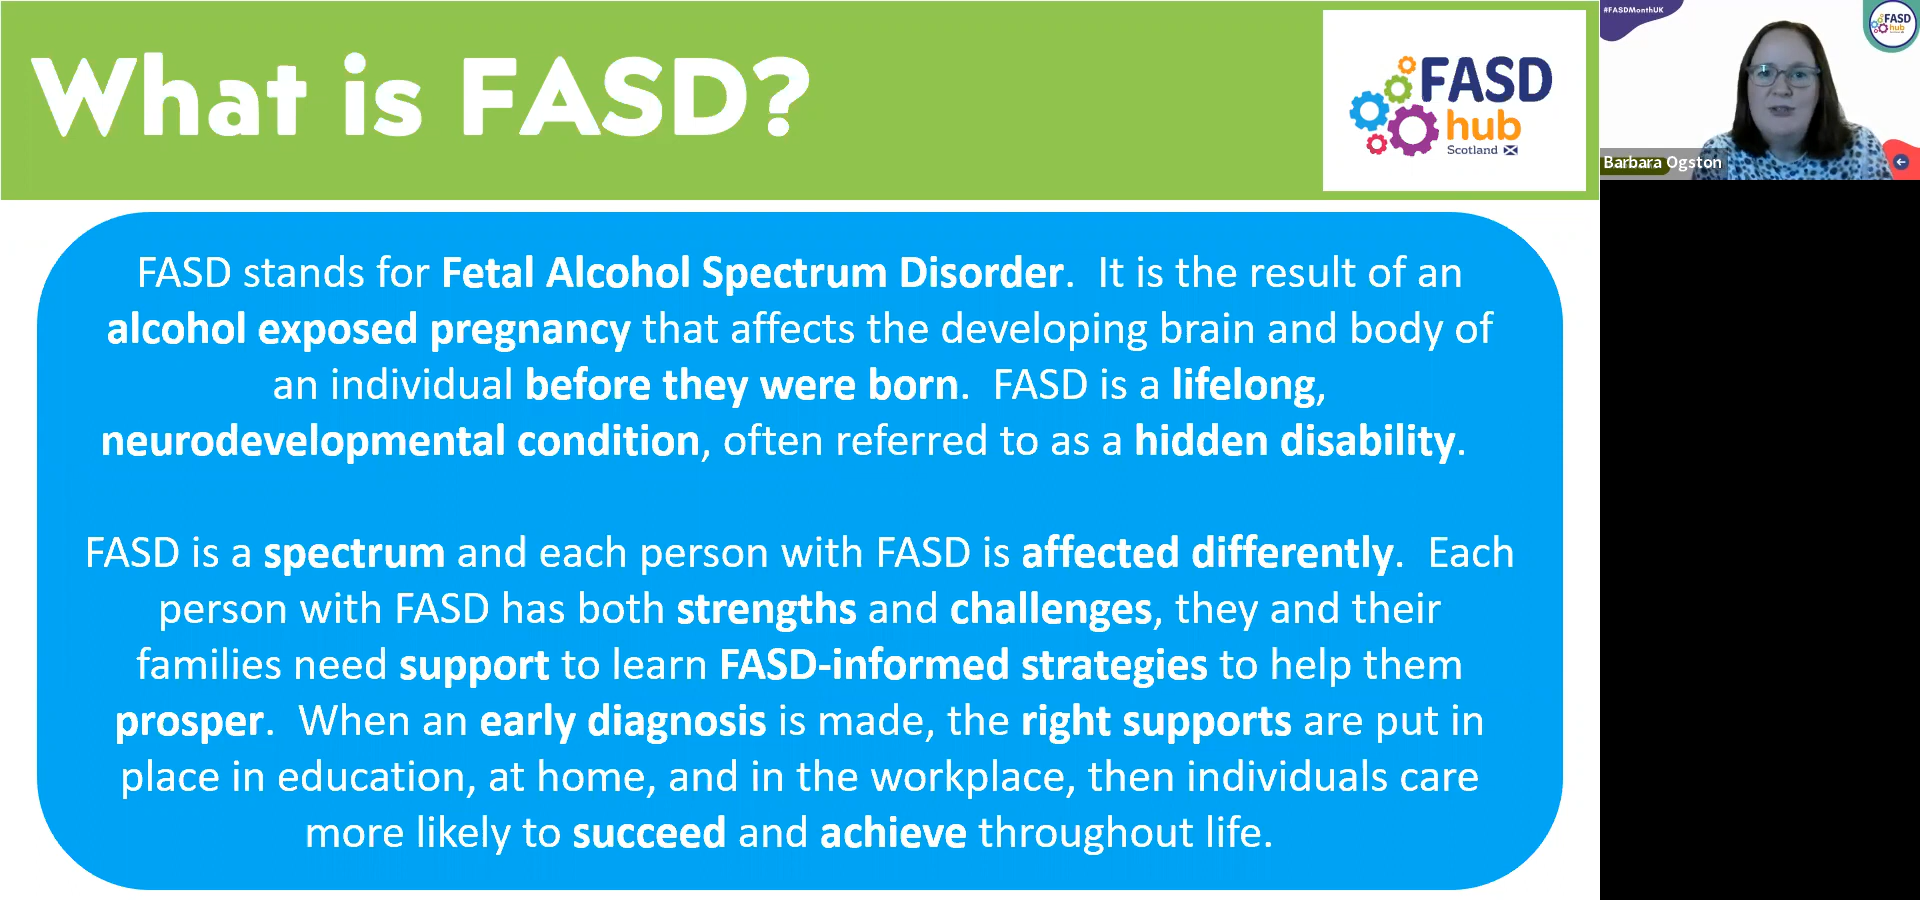 What is FASD?
FASD
hub
Scotland
#FASDMonthUK
FASD
hub
Barbara Ogston
FASD stands for Fetal Alcohol Spectrum Disorder. It is the result of an
alcohol exposed pregnancy that affects the developing brain and body of
an individual before they were born. FASD is a lifelong,
neurodevelopmental condition, often referred to as a hidden disability.
FASD is a spectrum and each person with FASD is affected differently. Each
person with FASD has both strengths and challenges, they and their
families need support to learn FASD-informed strategies to help them
prosper. When an early diagnosis is made, the right supports are put in
place in education, at home, and in the workplace, then individuals care
more likely to succeed and achieve throughout life.